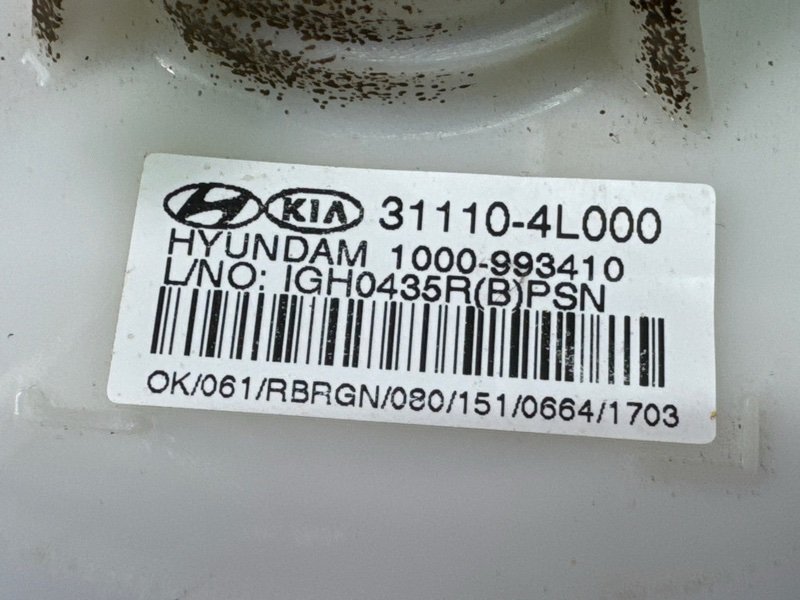 KIA 31110-4L000
HYUNDAM 1000-993410
L/NO: IGH0435R(B)PSN
OK/061/RBRGN/080/151/0664/1703